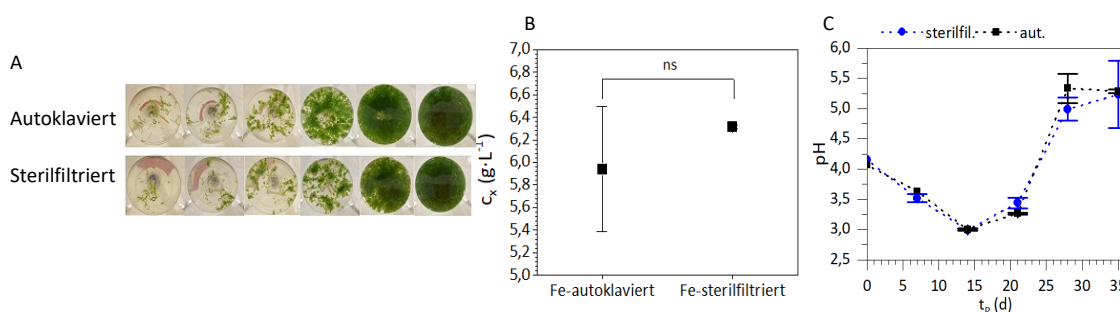 A
Autoklaviert
Sterilfiltriert
B
7,0
6,8
6,6
6,4
6,2
6,0
5,8
5,6
5,4
5,2
5,0
cₓ (g·L⁻¹)
ns
Fe-autoklaviert Fe-sterilfiltriert
C
sterilfil. aut.
6,0
5,5
5,0
4,5
4,0
3,5
3,0
2,5
pH
0 5 10 15 20 25 30 35
tₚ (d)